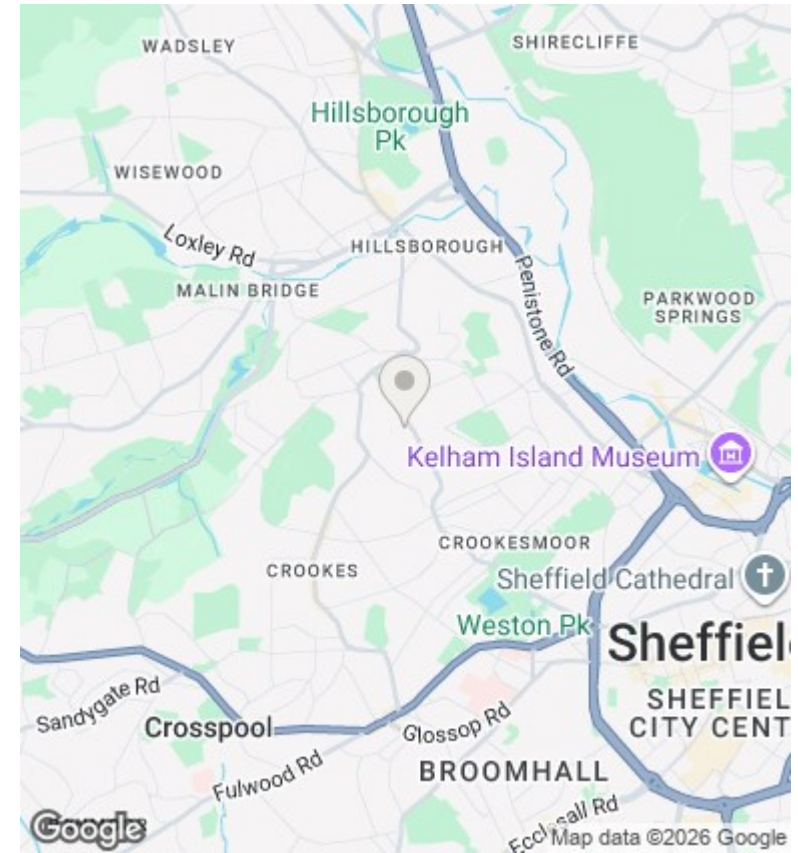 WADSLEY
SHIRECLIFFE
Hillsborough
Pk
WISEWOOD
Loxley Rd
HILLSBOROUGH
MALIN BRIDGE
Penistone Rd
PARKWOOD
SPRINGS
Kelham Island Museum
CROOKESMOOR
CROOKES
Sheffield Cathedral
Weston Pk
Sheffiel
Sandygate Rd
SHEFFIEL
CITY CENT
Crosspool
Glossop Rd
Fulwood Rd
BROOMHALL
Ecclesall Rd
Google
Map data ©2026 Google